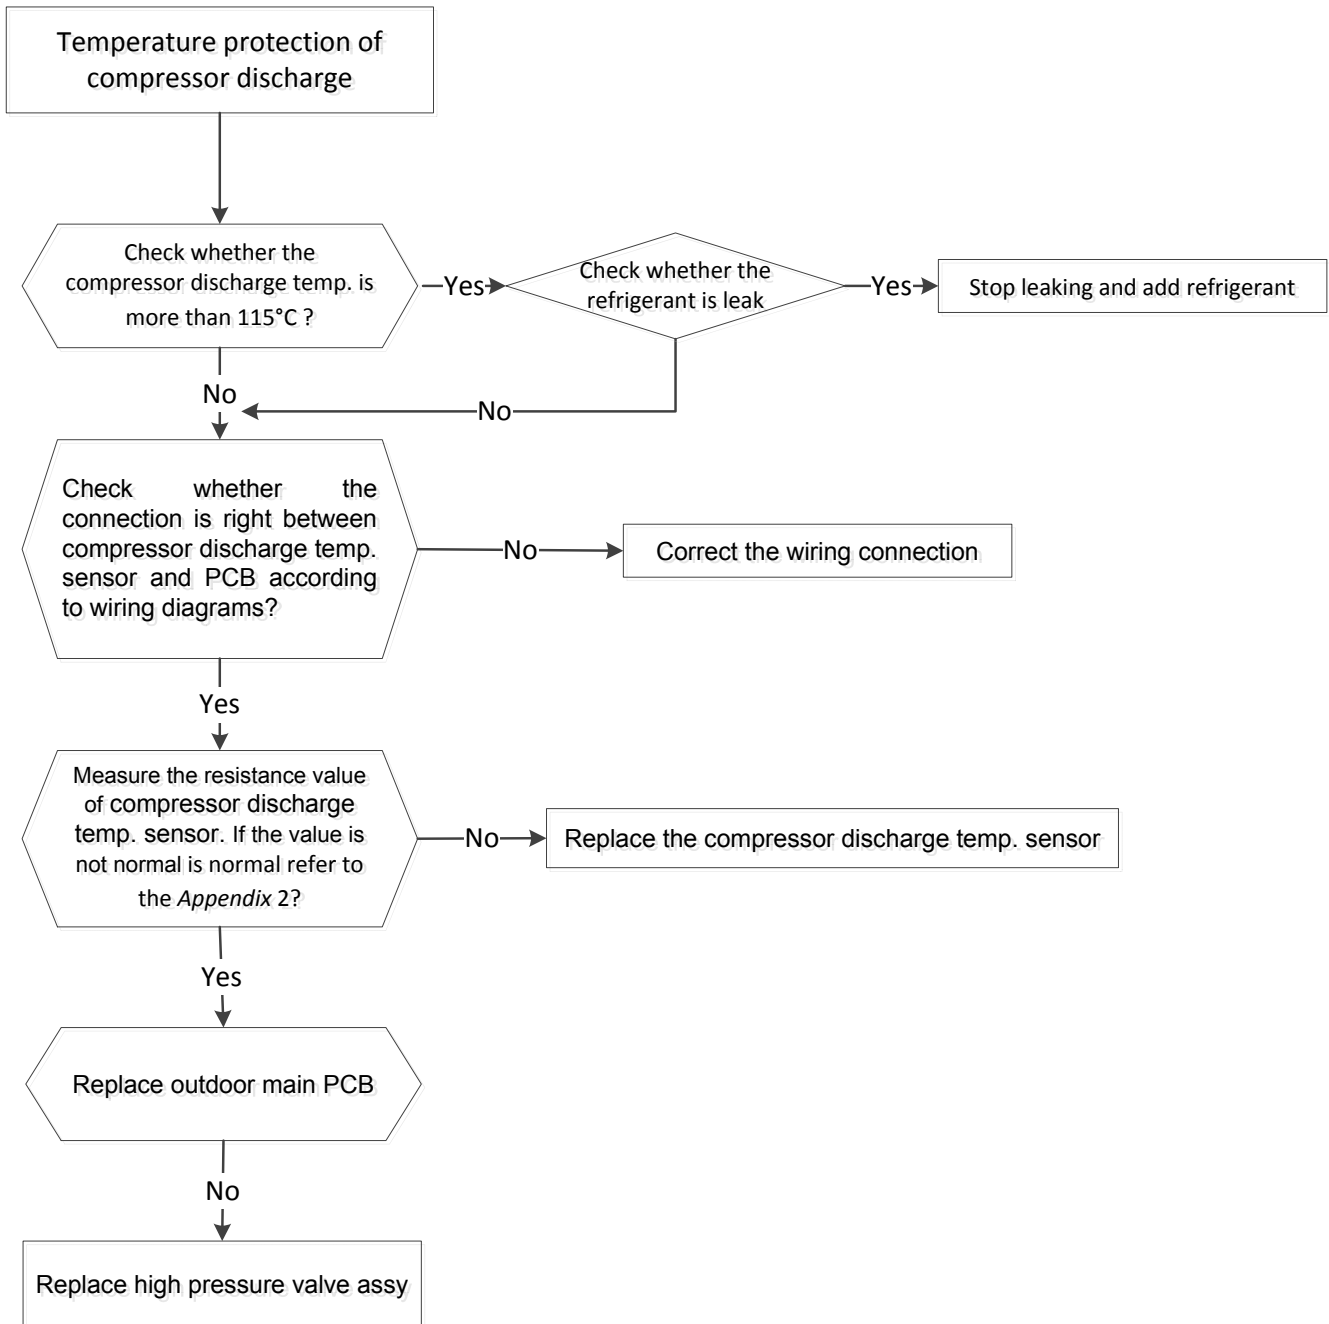 Temperature protection of
compressor discharge
Check whether the
compressor discharge temp. is
more than 115°C ?
Yes
Check whether the
refrigerant is leak
Yes
Stop leaking and add refrigerant
No
No
Check whether the
connection is right between
compressor discharge temp.
sensor and PCB according
to wiring diagrams?
No
Correct the wiring connection
Yes
Measure the resistance value
of compressor discharge
temp. sensor. If the value is
not normal is normal refer to
the Appendix 2?
No
Replace the compressor discharge temp. sensor
Yes
Replace outdoor main PCB
No
Replace high pressure valve assy